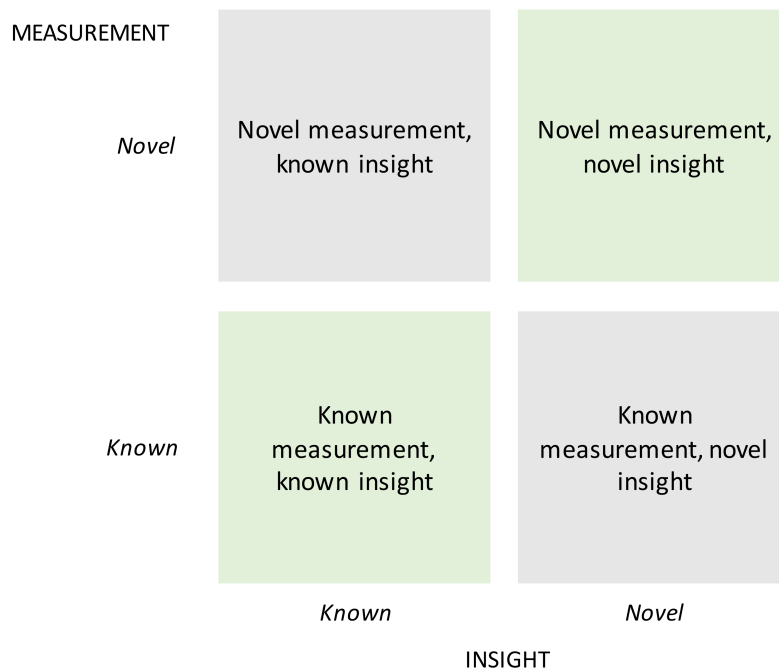 MEASUREMENT
Novel
Novel measurement,
known insight
Novel measurement,
novel insight
Known
Known
measurement,
known insight
Known
measurement, novel
insight
Known
Novel
INSIGHT